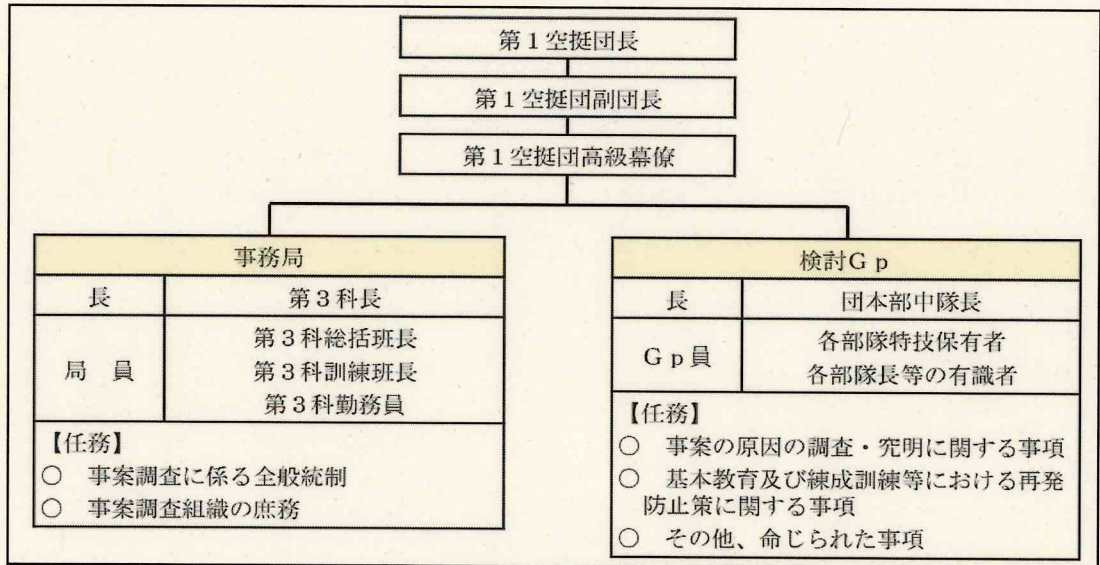 第１空挺団長
第１空挺団副団長
第１空挺団高級幕僚
事務局
長 第３科長
局　員 第３科総括班長
第３科訓練班長
第３科勤務員
【任務】
○　事案調査に係る全般統制
○　事案調査組織の庶務
検討Ｇｐ
長 団本部中隊長
Ｇｐ員 各部隊特技保有者
各部隊長等の有識者
【任務】
○　事案の原因の調査・究明に関する事項
○　基本教育及び練成訓練等における再発
防止策に関する事項
○　その他、命じられた事項